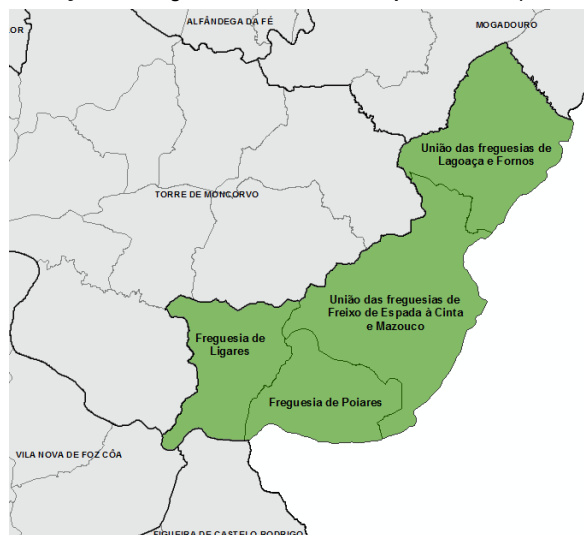 ALFÂNDEGA DA FÉ
MOGADOURO
OR
União das freguesias de
Lagoaça e Fornos
TORRE DE MONCORVO
União das freguesias de
Freixo de Espada à Cinta
e Mazouco
Freguesia de
Ligares
Freguesia de Poiares
VILA NOVA DE FOZ CÔA
FIGUEIRA DE CASTELO RODRIGO